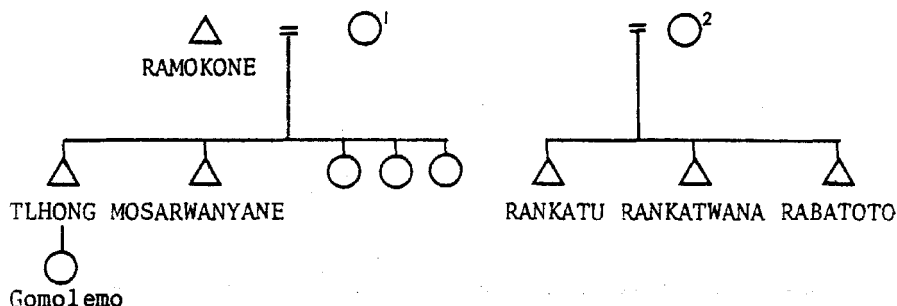 1 2
RAMOKONE
TLHONG MOSARWANYANE RANKATU RANKATWANA RABATOTO
Gomolemo